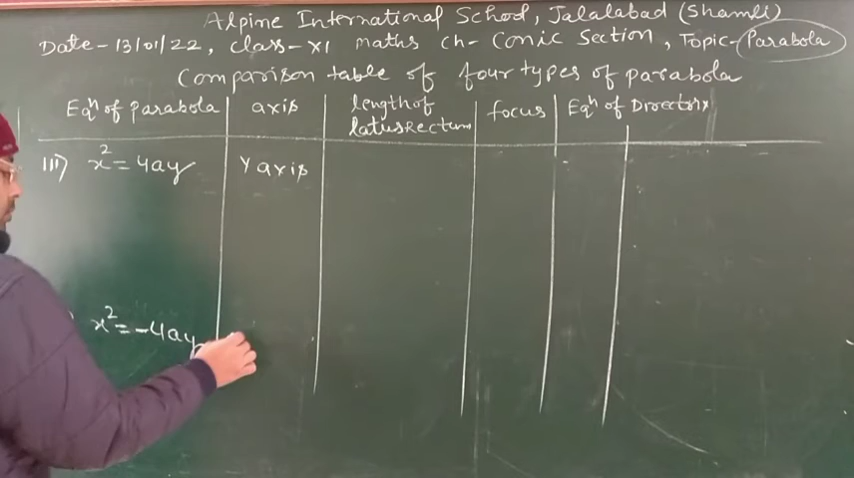 Alpine International School, Jalalabad (Shamli)
Date - 13/01/22, class - XI maths ch- Conic Section, Topic- Parabola
Comparison table of four types of parabola
Eqⁿ of parabola axis length of latus Rectum focus Eqⁿ of Directrix
iii) x² = 4ay Y axis
x² = -4ay